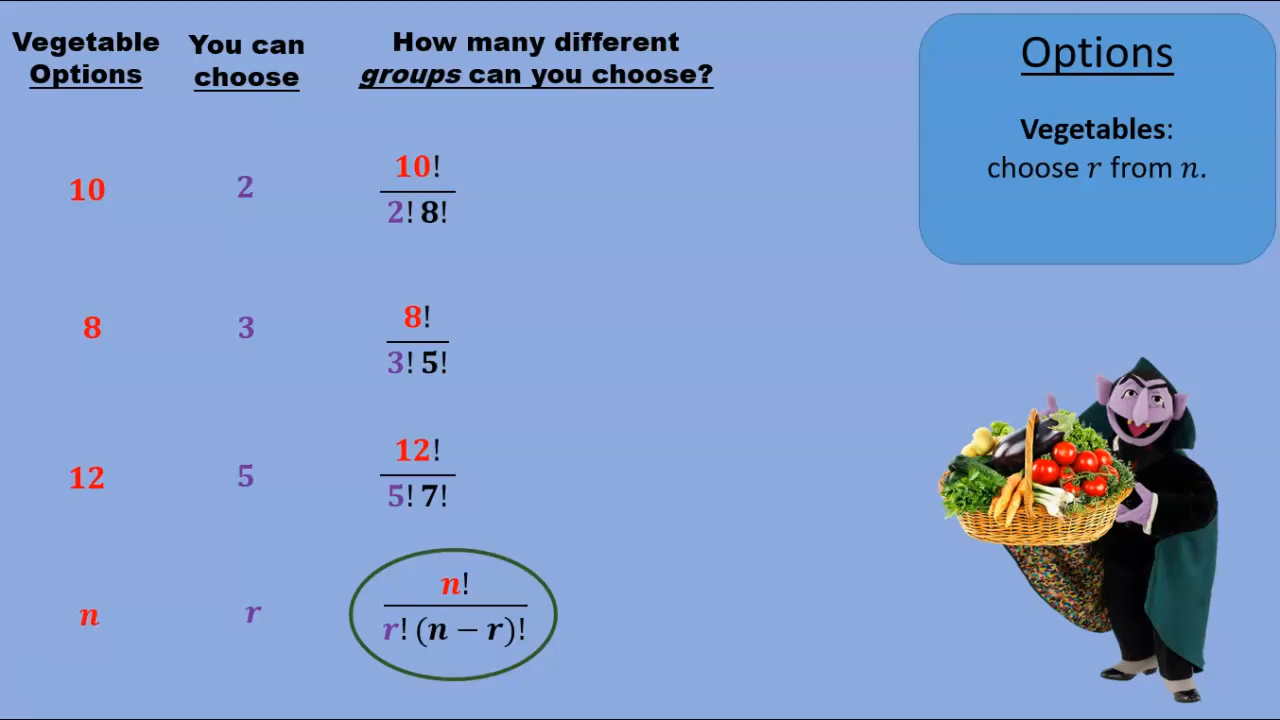 Vegetable Options
You can choose
How many different groups can you choose?
Options
Vegetables:
choose r from n.
10
2
10!
2! 8!
8
3
8!
3! 5!
12
5
12!
5! 7!
n
r
n!
r! (n − r)!